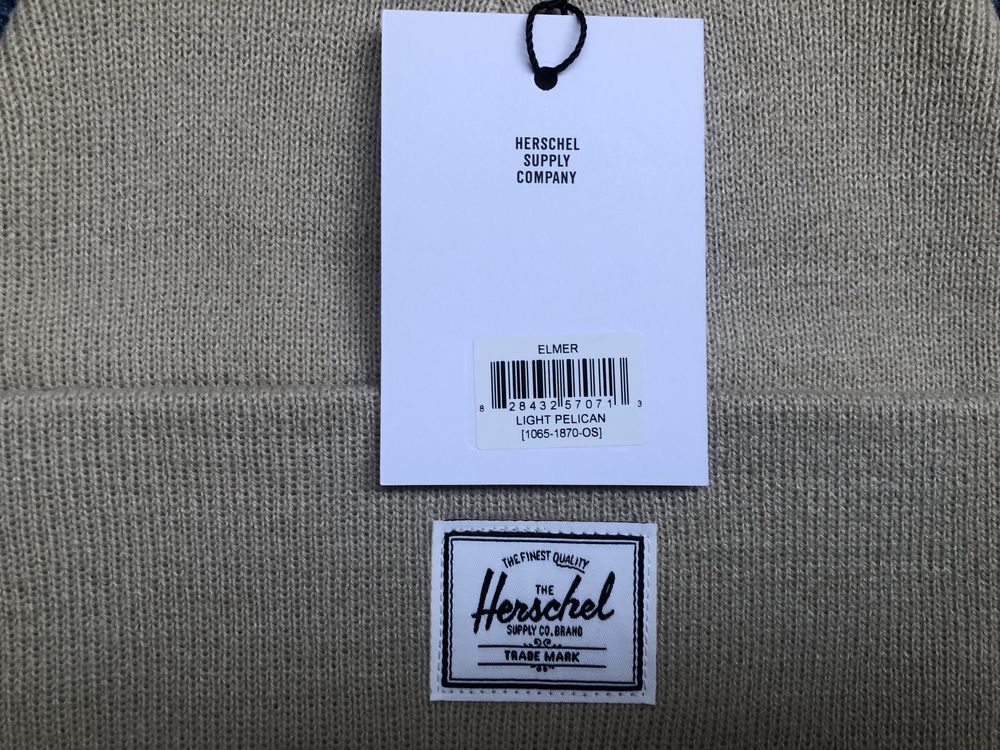 HERSCHEL
SUPPLY
COMPANY
ELMER
8 28432 57071 3
LIGHT PELICAN
[1065-1870-OS]
THE FINEST QUALITY
THE
Herschel
SUPPLY CO. BRAND
TRADE MARK